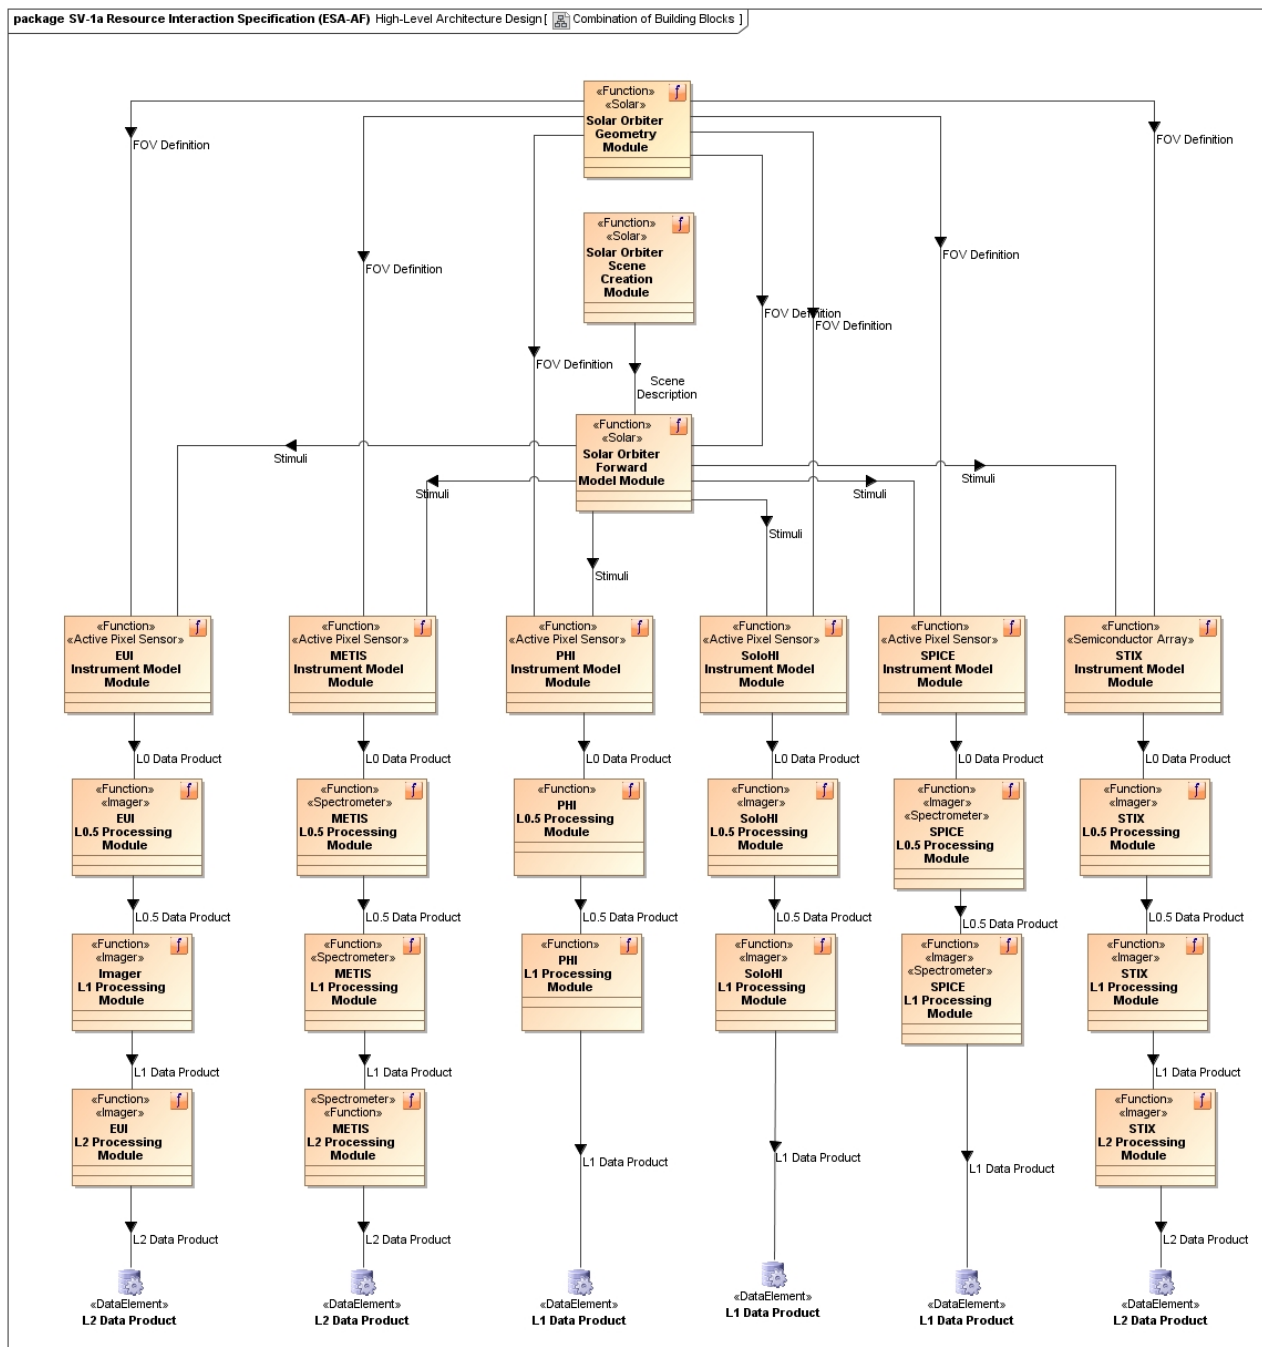 package SV-1a Resource Interaction Specification (ESA-AF) High-Level Architecture Design [ Combination of Building Blocks ]
«Function»
«Solar»
Solar Orbiter
Geometry
Module
FOV Definition
FOV Definition
FOV Definition
FOV Definition
FOV Definition
FOV Definition
FOV Definition
«Function»
«Solar»
Solar Orbiter
Scene
Creation
Module
Scene
Description
«Function»
«Solar»
Solar Orbiter
Forward
Model Module
Stimuli
Stimuli
Stimuli
Stimuli
Stimuli
Stimuli
«Function»
«Active Pixel Sensor»
EUI
Instrument Model
Module
«Function»
«Active Pixel Sensor»
METIS
Instrument Model
Module
«Function»
«Active Pixel Sensor»
PHI
Instrument Model
Module
«Function»
«Active Pixel Sensor»
SoloHI
Instrument Model
Module
«Function»
«Active Pixel Sensor»
SPICE
Instrument Model
Module
«Function»
«Semiconductor Array»
STIX
Instrument Model
Module
L0 Data Product
L0 Data Product
L0 Data Product
L0 Data Product
L0 Data Product
L0 Data Product
«Function»
«Imager»
EUI
L0.5 Processing
Module
«Function»
«Spectrometer»
METIS
L0.5 Processing
Module
«Function»
PHI
L0.5 Processing
Module
«Function»
«Imager»
SoloHI
L0.5 Processing
Module
«Function»
«Imager»
«Spectrometer»
SPICE
L0.5 Processing
Module
«Function»
«Imager»
STIX
L0.5 Processing
Module
L0.5 Data Product
L0.5 Data Product
L0.5 Data Product
L0.5 Data Product
L0.5 Data Product
L0.5 Data Product
«Function»
«Imager»
Imager
L1 Processing
Module
«Function»
«Spectrometer»
METIS
L1 Processing
Module
«Function»
PHI
L1 Processing
Module
«Function»
«Imager»
SoloHI
L1 Processing
Module
«Function»
«Imager»
«Spectrometer»
SPICE
L1 Processing
Module
«Function»
«Imager»
STIX
L1 Processing
Module
L1 Data Product
L1 Data Product
L1 Data Product
«Function»
«Imager»
EUI
L2 Processing
Module
«Spectrometer»
«Function»
METIS
L2 Processing
Module
«Function»
«Imager»
STIX
L2 Processing
Module
L1 Data Product
L1 Data Product
L1 Data Product
L2 Data Product
L2 Data Product
L2 Data Product
«DataElement»
L2 Data Product
«DataElement»
L2 Data Product
«DataElement»
L1 Data Product
«DataElement»
L1 Data Product
«DataElement»
L1 Data Product
«DataElement»
L2 Data Product